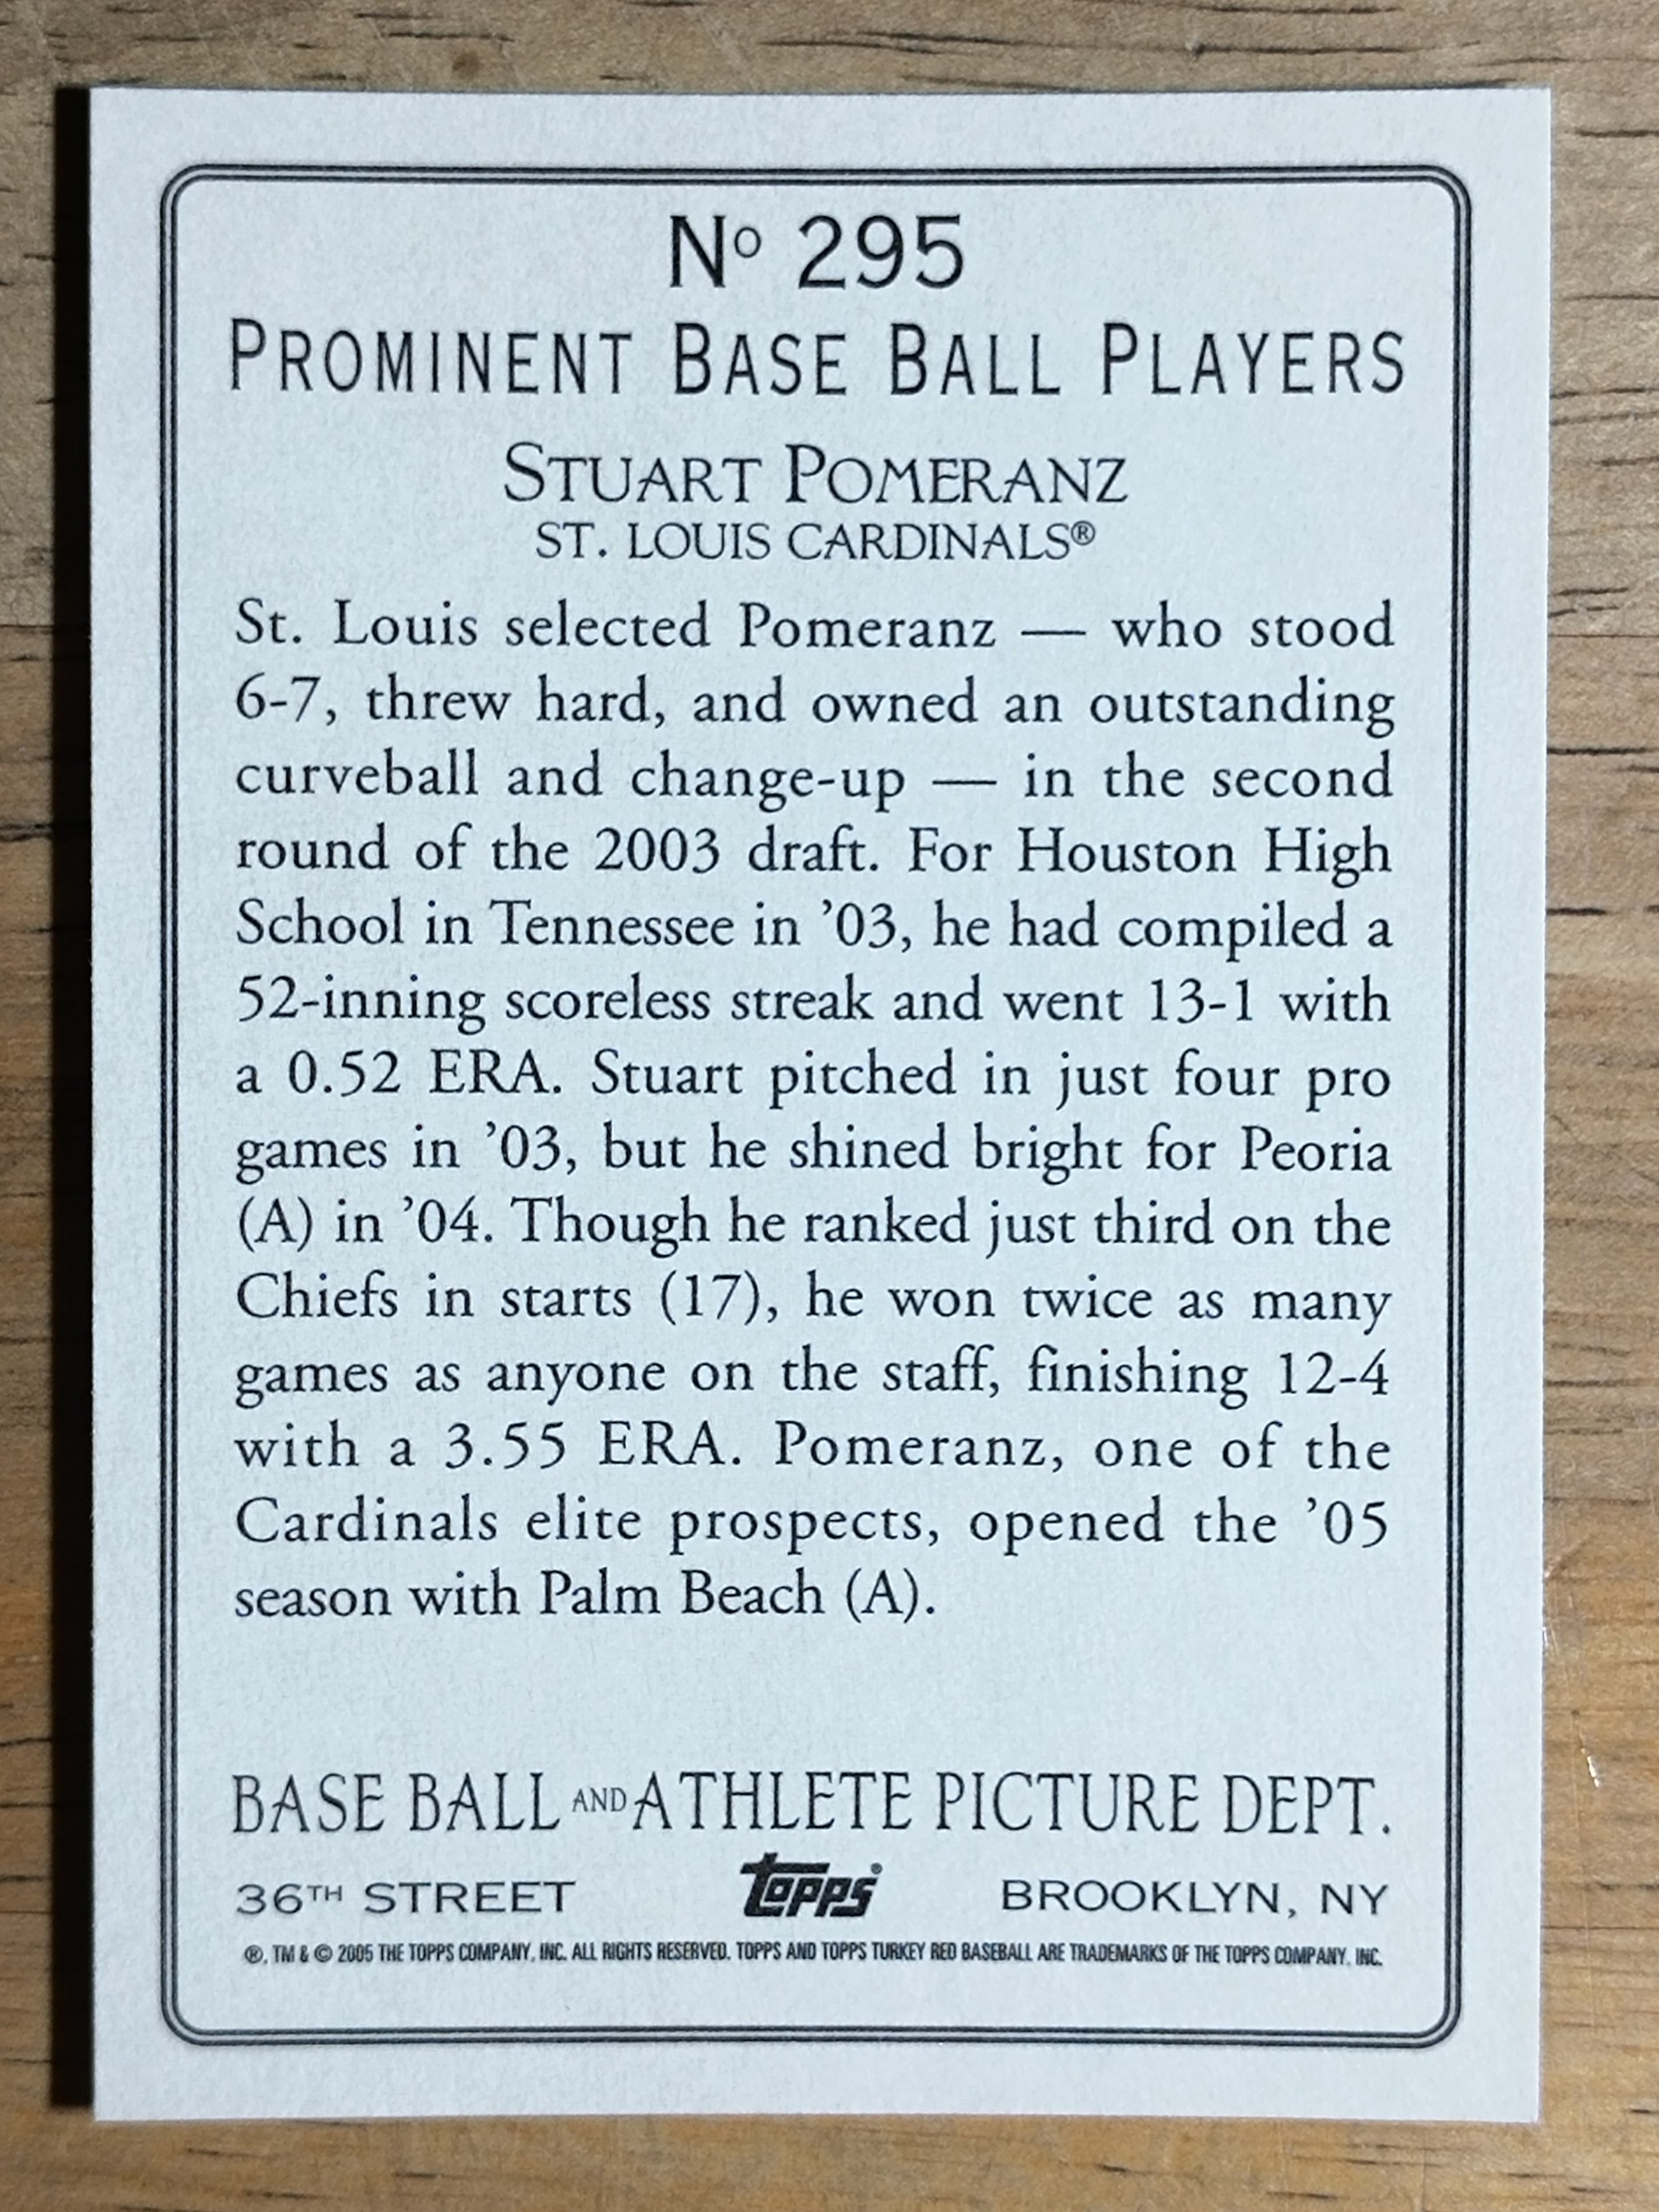 Nº 295
PROMINENT BASE BALL PLAYERS
STUART POMERANZ
ST. LOUIS CARDINALS®
St. Louis selected Pomeranz — who stood
6-7, threw hard, and owned an outstanding
curveball and change-up — in the second
round of the 2003 draft. For Houston High
School in Tennessee in ’03, he had compiled a
52-inning scoreless streak and went 13-1 with
a 0.52 ERA. Stuart pitched in just four pro
games in ’03, but he shined bright for Peoria
(A) in ’04. Though he ranked just third on the
Chiefs in starts (17), he won twice as many
games as anyone on the staff, finishing 12-4
with a 3.55 ERA. Pomeranz, one of the
Cardinals elite prospects, opened the ’05
season with Palm Beach (A).
BASE BALL AND ATHLETE PICTURE DEPT.
36TH STREET Topps® BROOKLYN, NY
®, TM & © 2005 THE TOPPS COMPANY, INC. ALL RIGHTS RESERVED. TOPPS AND TOPPS TURKEY RED BASEBALL ARE TRADEMARKS OF THE TOPPS COMPANY, INC.